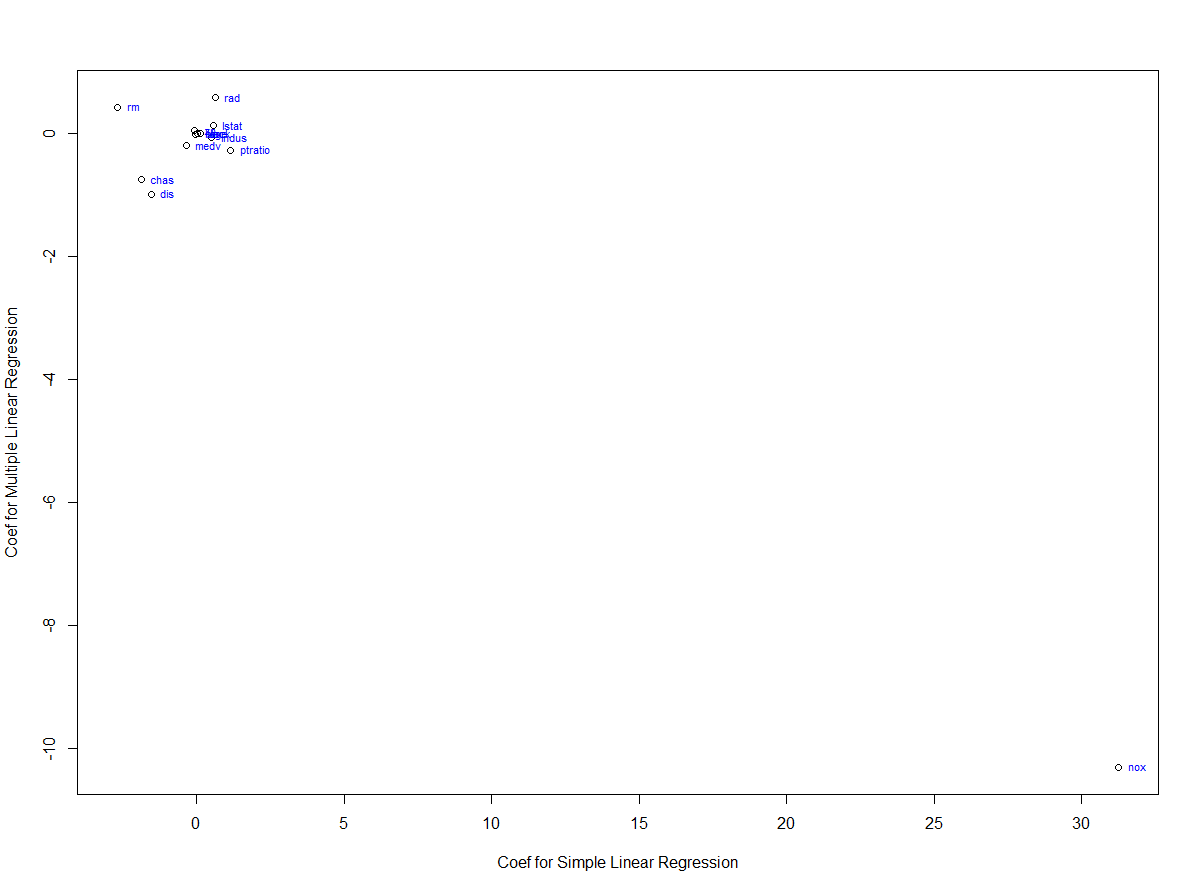 rad
rm
lstat
indus
medv
ptratio
chas
dis
nox
0
-2
-4
-6
-8
-10
Coef for Multiple Linear Regression
0 5 10 15 20 25 30
Coef for Simple Linear Regression